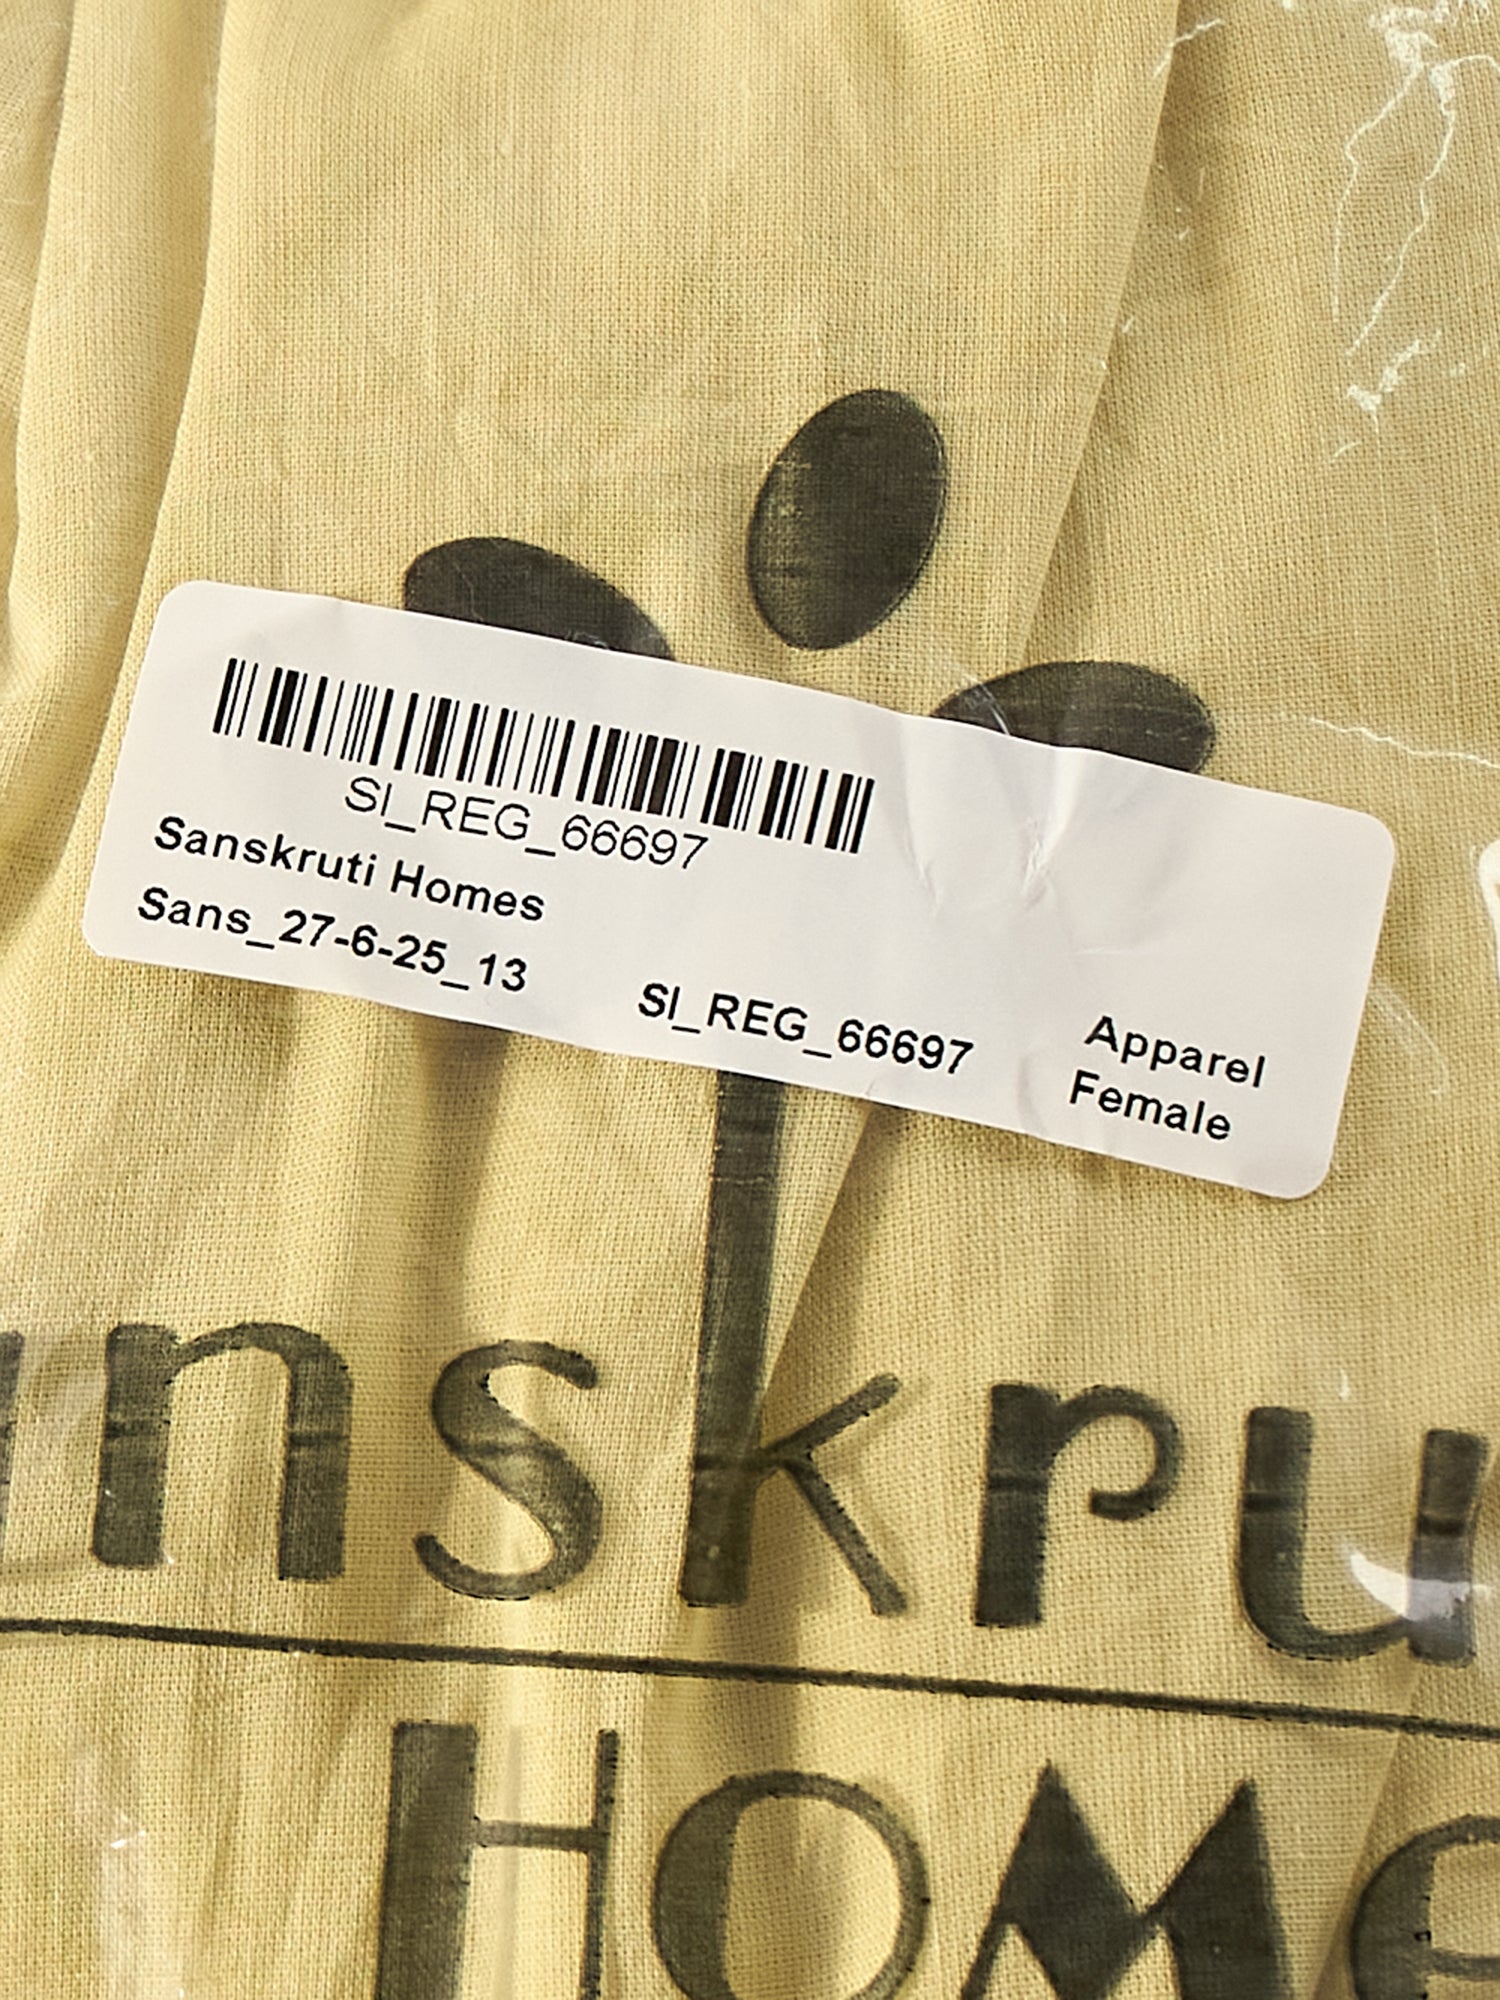 SI_REG_66697
Sanskruti Homes
Sans_27-6-25_13
SI_REG_66697
Apparel
Female
nskru
HOMe